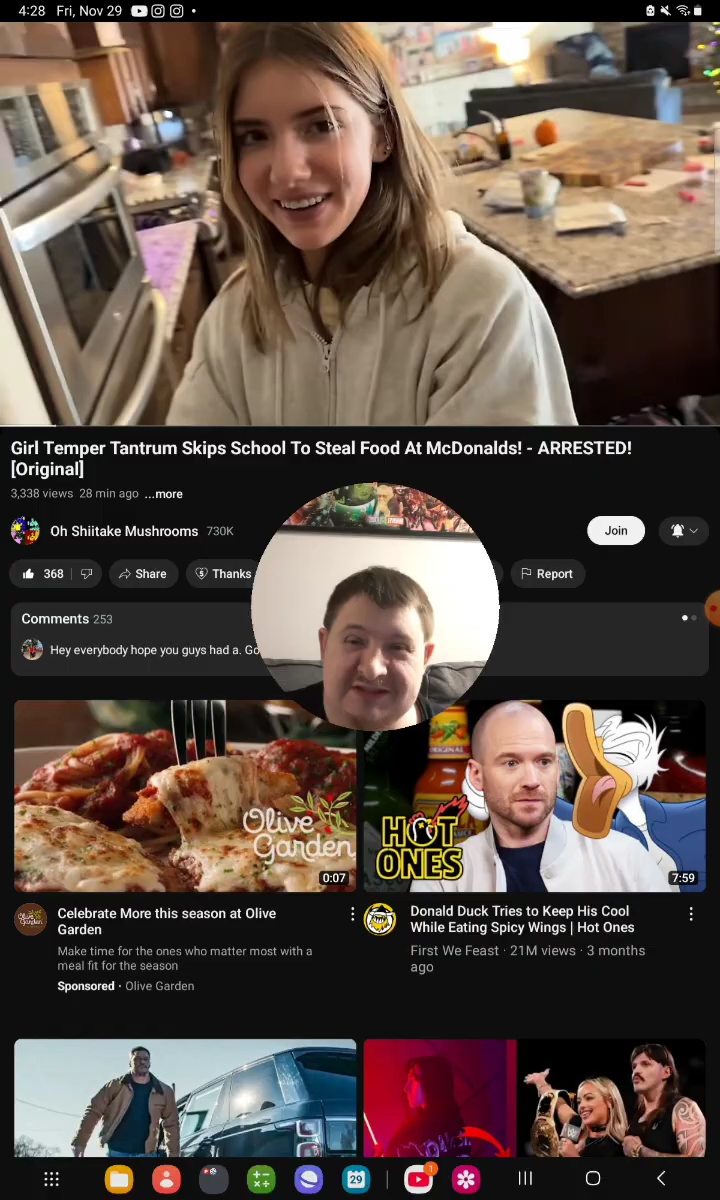 4:28 Fri, Nov 29
Girl Temper Tantrum Skips School To Steal Food At McDonalds! - ARRESTED!
[Original]
3,338 views 28 min ago ...more
Oh Shiitake Mushrooms 730K
Join
368
Share
Thanks
Report
Comments 253
Hey everybody hope you guys had a. Go
ORIGINAL
Olive
Garden
0:07
HOT
ONES
7:59
Olive
Garden
Celebrate More this season at Olive
Garden
Make time for the ones who matter most with a
meal fit for the season
Sponsored · Olive Garden
Donald Duck Tries to Keep His Cool
While Eating Spicy Wings | Hot Ones
First We Feast · 21M views · 3 months
ago
29
1